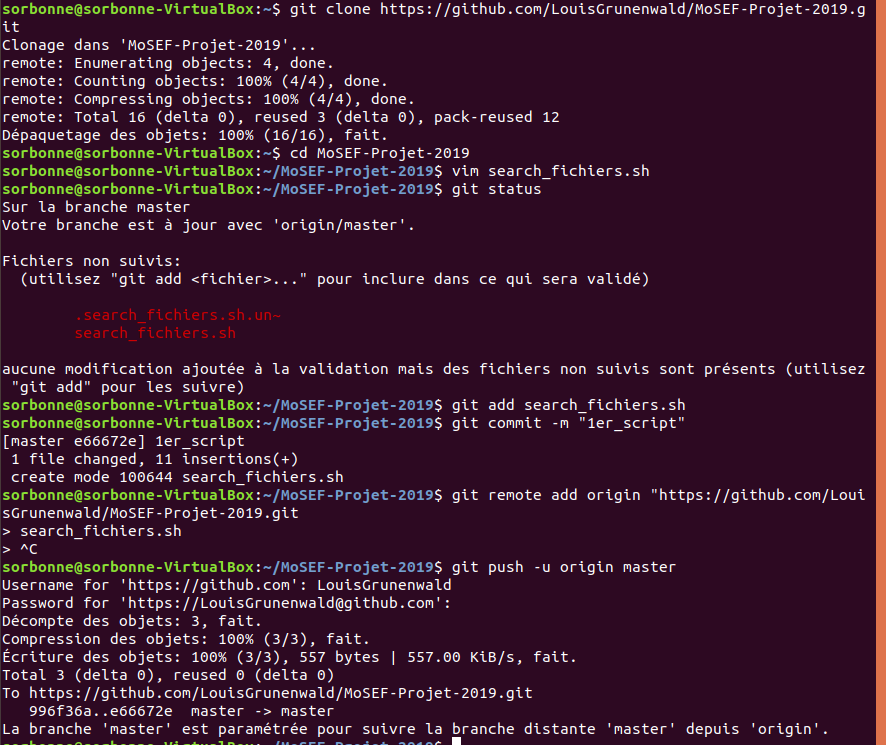 sorbonne@sorbonne-VirtualBox:~$ git clone https://github.com/LouisGrunenwald/MoSEF-Projet-2019.g
it
Clonage dans 'MoSEF-Projet-2019'...
remote: Enumerating objects: 4, done.
remote: Counting objects: 100% (4/4), done.
remote: Compressing objects: 100% (4/4), done.
remote: Total 16 (delta 0), reused 3 (delta 0), pack-reused 12
Dépaquetage des objets: 100% (16/16), fait.
sorbonne@sorbonne-VirtualBox:~$ cd MoSEF-Projet-2019
sorbonne@sorbonne-VirtualBox:~/MoSEF-Projet-2019$ vim search_fichiers.sh
sorbonne@sorbonne-VirtualBox:~/MoSEF-Projet-2019$ git status
Sur la branche master
Votre branche est à jour avec 'origin/master'.
Fichiers non suivis:
  (utilisez "git add <fichier>..." pour inclure dans ce qui sera validé)
        .search_fichiers.sh.un~
        search_fichiers.sh
aucune modification ajoutée à la validation mais des fichiers non suivis sont présents (utilisez
 "git add" pour les suivre)
sorbonne@sorbonne-VirtualBox:~/MoSEF-Projet-2019$ git add search_fichiers.sh
sorbonne@sorbonne-VirtualBox:~/MoSEF-Projet-2019$ git commit -m "1er_script"
[master e66672e] 1er_script
 1 file changed, 11 insertions(+)
 create mode 100644 search_fichiers.sh
sorbonne@sorbonne-VirtualBox:~/MoSEF-Projet-2019$ git remote add origin "https://github.com/Loui
sGrunenwald/MoSEF-Projet-2019.git
> search_fichiers.sh
> ^C
sorbonne@sorbonne-VirtualBox:~/MoSEF-Projet-2019$ git push -u origin master
Username for 'https://github.com': LouisGrunenwald
Password for 'https://LouisGrunenwald@github.com':
Décompte des objets: 3, fait.
Compression des objets: 100% (3/3), fait.
Écriture des objets: 100% (3/3), 557 bytes | 557.00 KiB/s, fait.
Total 3 (delta 0), reused 0 (delta 0)
To https://github.com/LouisGrunenwald/MoSEF-Projet-2019.git
   996f36a..e66672e  master -> master
La branche 'master' est paramétrée pour suivre la branche distante 'master' depuis 'origin'.
sorbonne@sorbonne-VirtualBox:~/MoSEF-Projet-2019$